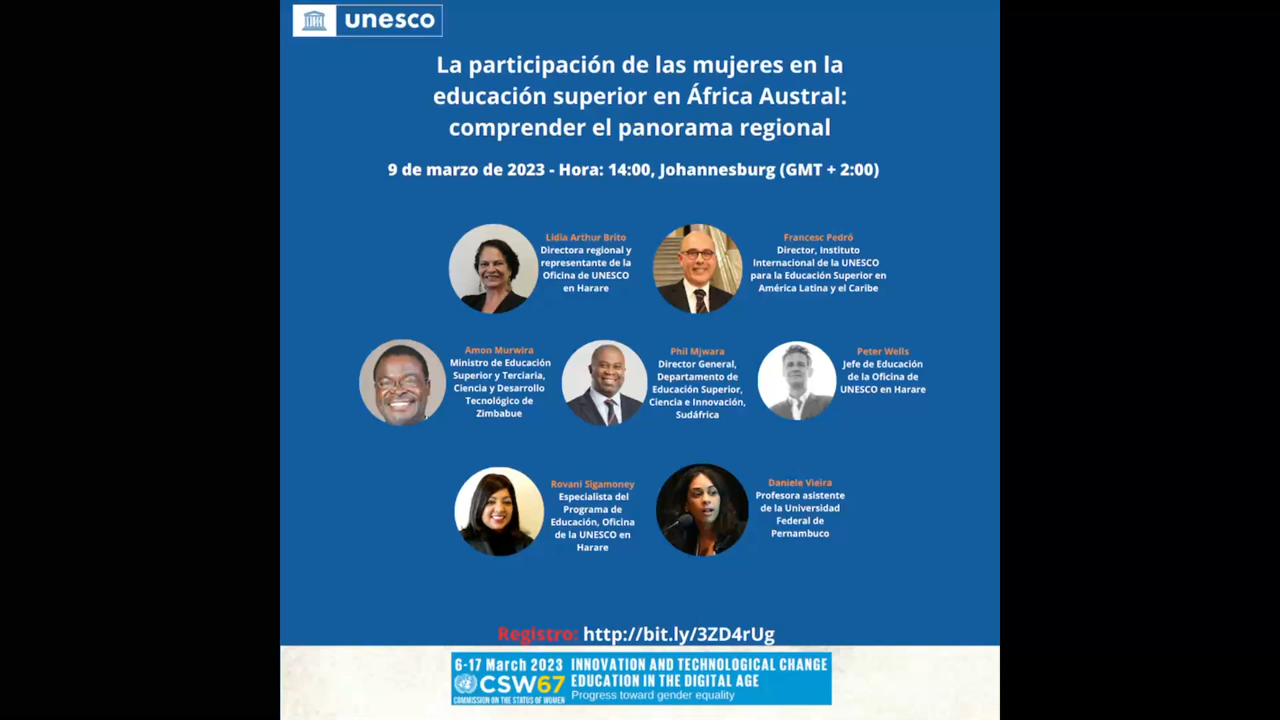 unesco
La participación de las mujeres en la
educación superior en África Austral:
comprender el panorama regional
9 de marzo de 2023 - Hora: 14:00, Johannesburg (GMT + 2:00)
Lidia Arthur Brito
Directora regional y
representante de la
Oficina de UNESCO
en Harare
Francesc Pedró
Director, Instituto
Internacional de la UNESCO
para la Educación Superior en
América Latina y el Caribe
Amon Murwira
Ministro de Educación
Superior y Terciaria,
Ciencia y Desarrollo
Tecnológico de
Zimbabue
Phil Mjwara
Director General,
Departamento de
Educación Superior,
Ciencia e Innovación,
Sudáfrica
Peter Wells
Jefe de Educación
de la Oficina de
UNESCO en Harare
Rovani Sigamoney
Especialista del
Programa de
Educación, Oficina
de la UNESCO en
Harare
Daniele Vieira
Profesora asistente
de la Universidad
Federal de
Pernambuco
Registro: http://bit.ly/3ZD4rUg
6-17 March 2023
CSW67
COMMISSION ON THE STATUS OF WOMEN
INNOVATION AND TECHNOLOGICAL CHANGE
EDUCATION IN THE DIGITAL AGE
Progress toward gender equality